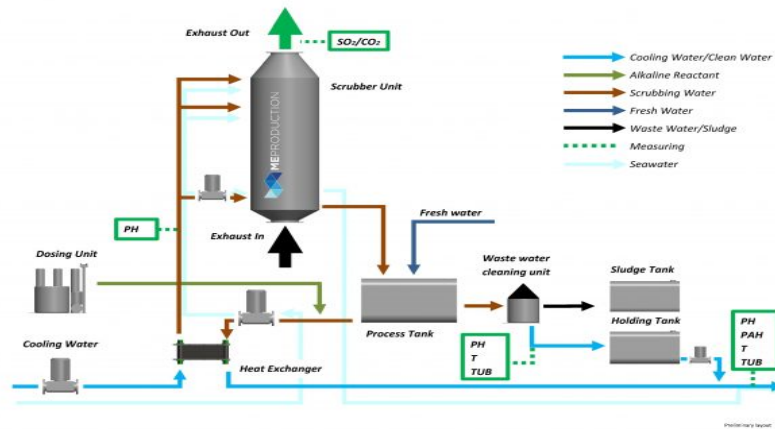 Exhaust Out
SO₂/CO₂
Scrubber Unit
MEPRODUCTION
Cooling Water/Clean Water
Alkaline Reactant
Scrubbing Water
Fresh Water
Waste Water/Sludge
Measuring
Seawater
PH
Exhaust In
Fresh water
Dosing Unit
Waste water
cleaning unit
Sludge Tank
Process Tank
Holding Tank
Cooling Water
Heat Exchanger
PH
T
TUB
PH
PAH
T
TUB
Preliminary layout